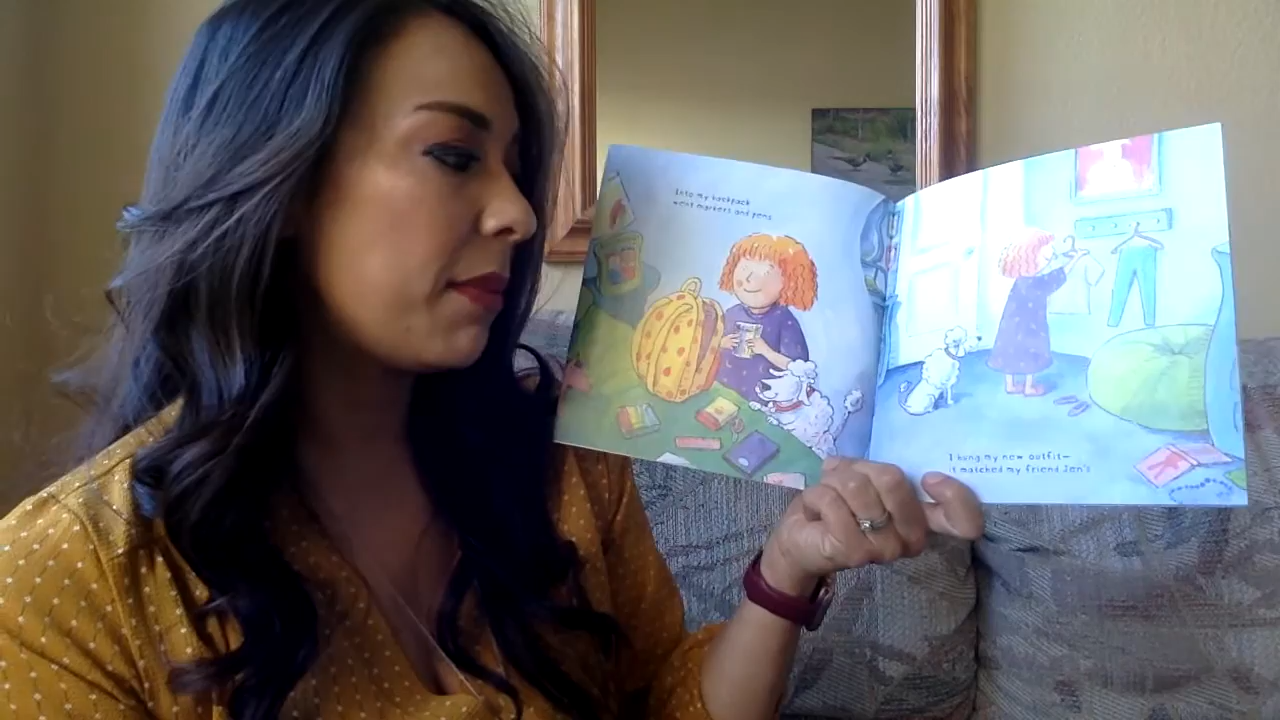 Into my backpack
went markers and pens
I hung my new outfit—
it matched my friend Jen's